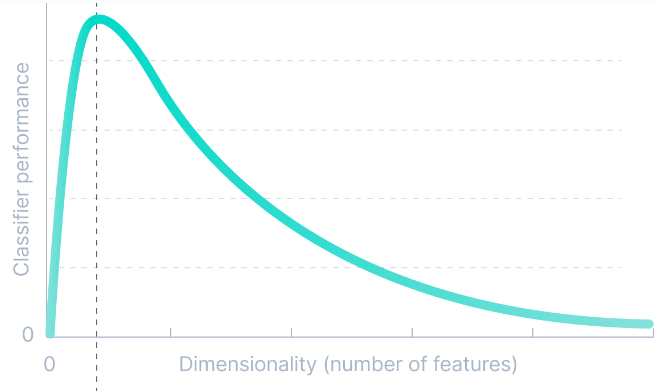 Classifier performance
0
0
Dimensionality (number of features)